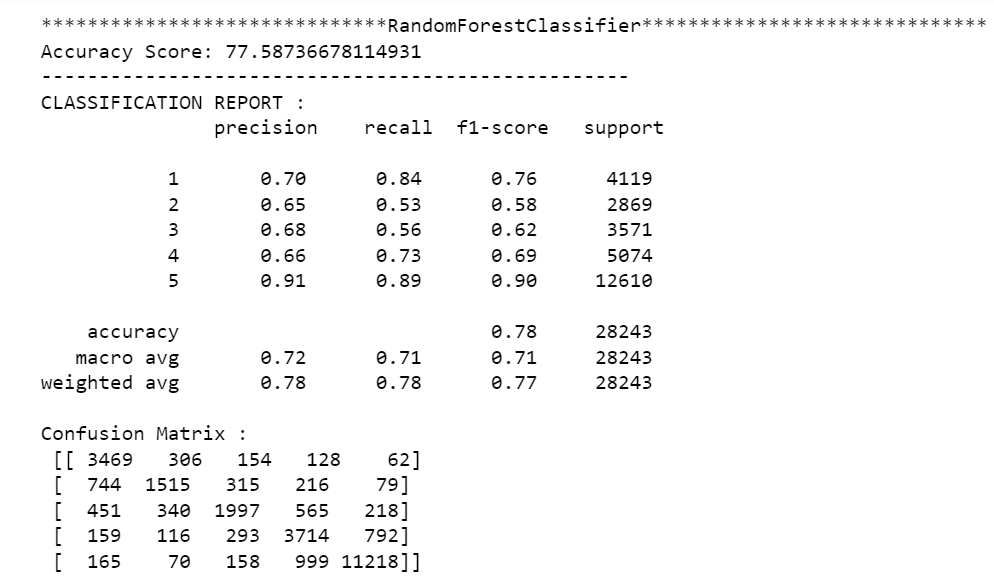 ******************************RandomForestClassifier******************************
Accuracy Score: 77.58736678114931
---------------------------------------------------
CLASSIFICATION REPORT :
               precision    recall  f1-score   support

           1       0.70      0.84      0.76      4119
           2       0.65      0.53      0.58      2869
           3       0.68      0.56      0.62      3571
           4       0.66      0.73      0.69      5074
           5       0.91      0.89      0.90     12610

    accuracy                           0.78     28243
   macro avg       0.72      0.71      0.71     28243
weighted avg       0.78      0.78      0.77     28243

Confusion Matrix :
 [[ 3469   306   154   128    62]
 [  744  1515   315   216    79]
 [  451   340  1997   565   218]
 [  159   116   293  3714   792]
 [  165    70   158   999 11218]]